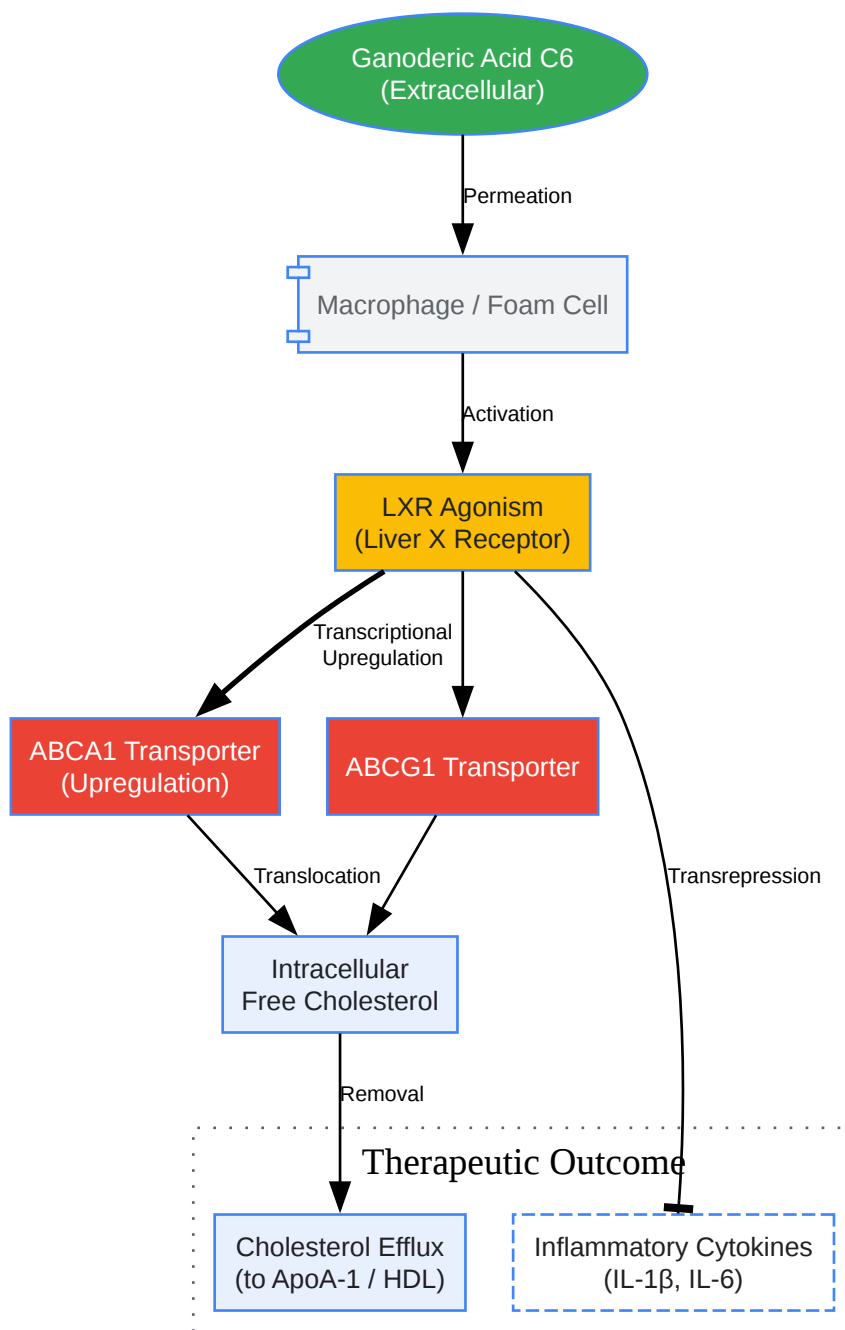 Ganoderic Acid C6
(Extracellular)
Permeation
Macrophage / Foam Cell
Activation
LXR Agonism
(Liver X Receptor)
Transcriptional
Upregulation
ABCA1 Transporter
(Upregulation)
ABCG1 Transporter
Translocation
Transrepression
Intracellular
Free Cholesterol
Removal
Therapeutic Outcome
Cholesterol Efflux
(to ApoA-1 / HDL)
Inflammatory Cytokines
(IL-1β, IL-6)